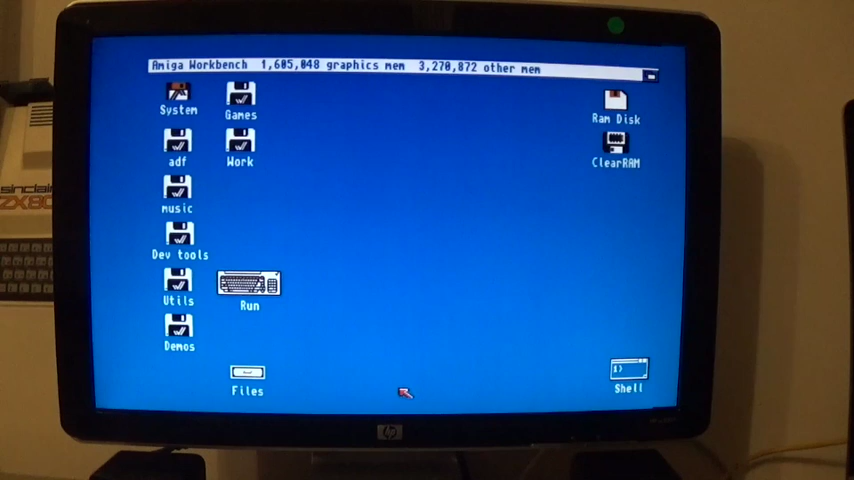 Amiga Workbench 1,605,048 graphics mem 3,270,872 other mem
System
Games
Ram Disk
adf
Work
ClearRAM
music
Dev tools
Utils
Run
Demos
Files
1>
Shell
sinclair
ZX80
hp